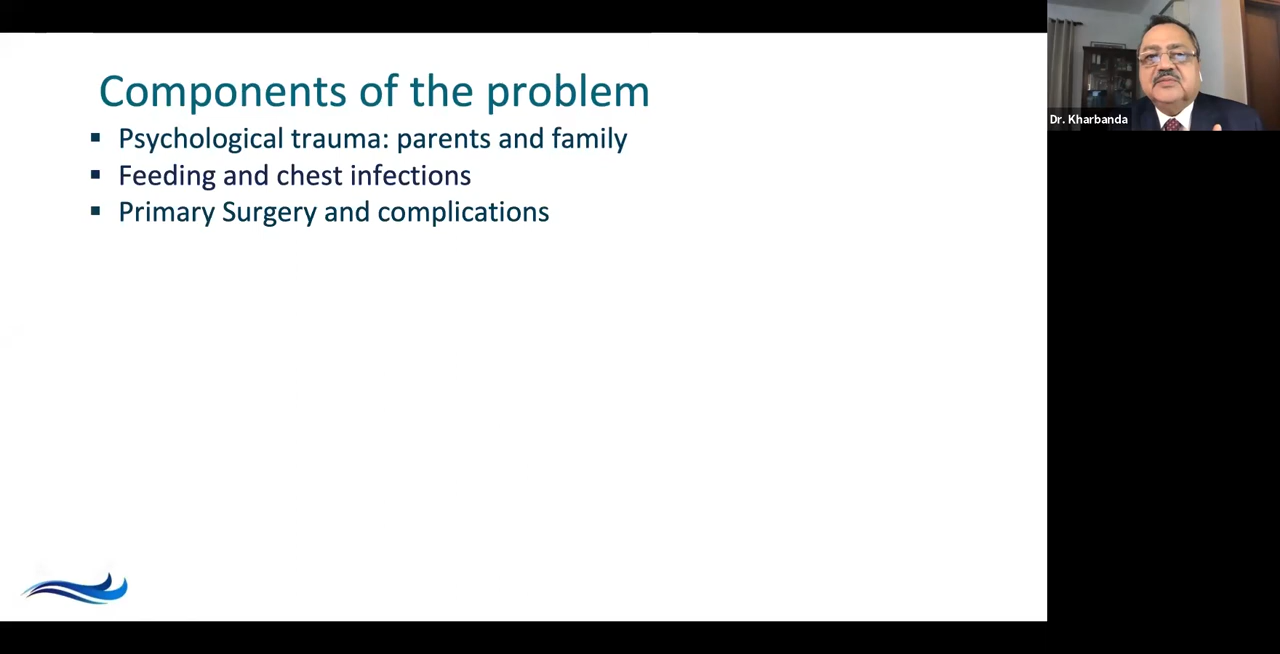 Components of the problem
▪ Psychological trauma: parents and family
▪ Feeding and chest infections
▪ Primary Surgery and complications
Dr. Kharbanda